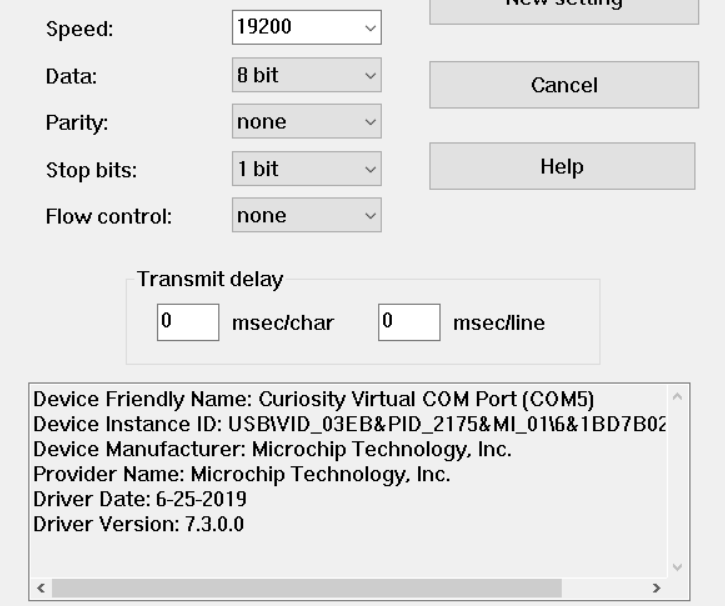 Speed: 19200
New setting
Data: 8 bit
Cancel
Parity: none
Stop bits: 1 bit
Help
Flow control: none
Transmit delay
0 msec/char 0 msec/line
Device Friendly Name: Curiosity Virtual COM Port (COM5)
Device Instance ID: USB\VID_03EB&PID_2175&MI_01\6&1BD7B02
Device Manufacturer: Microchip Technology, Inc.
Provider Name: Microchip Technology, Inc.
Driver Date: 6-25-2019
Driver Version: 7.3.0.0